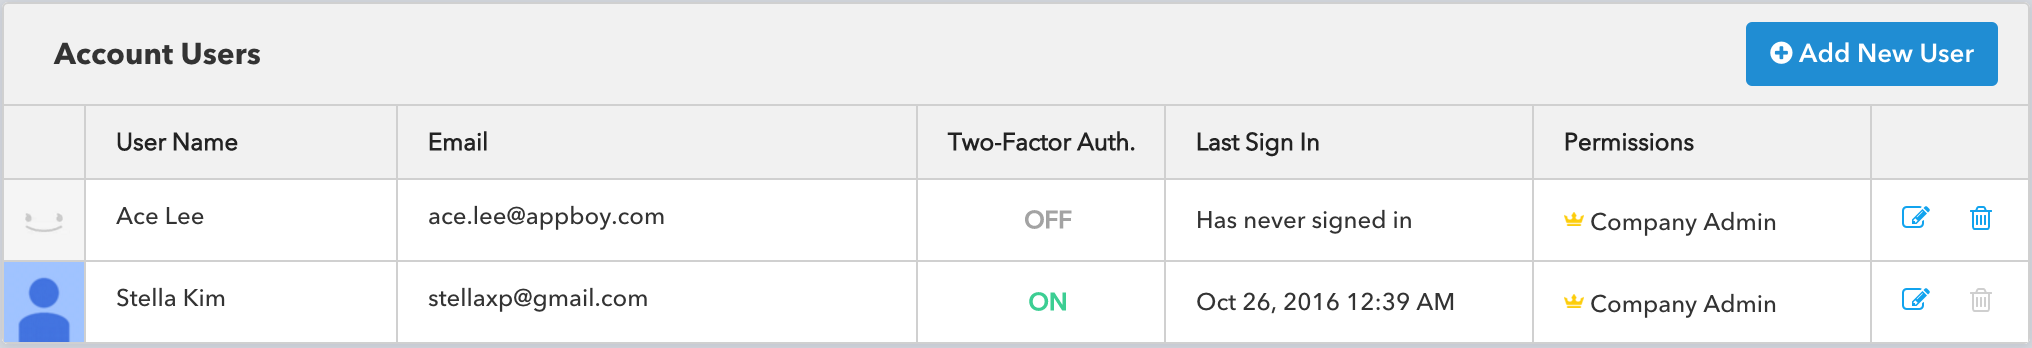 Account Users
Add New User
User Name Email Two-Factor Auth. Last Sign In Permissions
Ace Lee ace.lee@appboy.com OFF Has never signed in Company Admin
Stella Kim stellaxp@gmail.com ON Oct 26, 2016 12:39 AM Company Admin